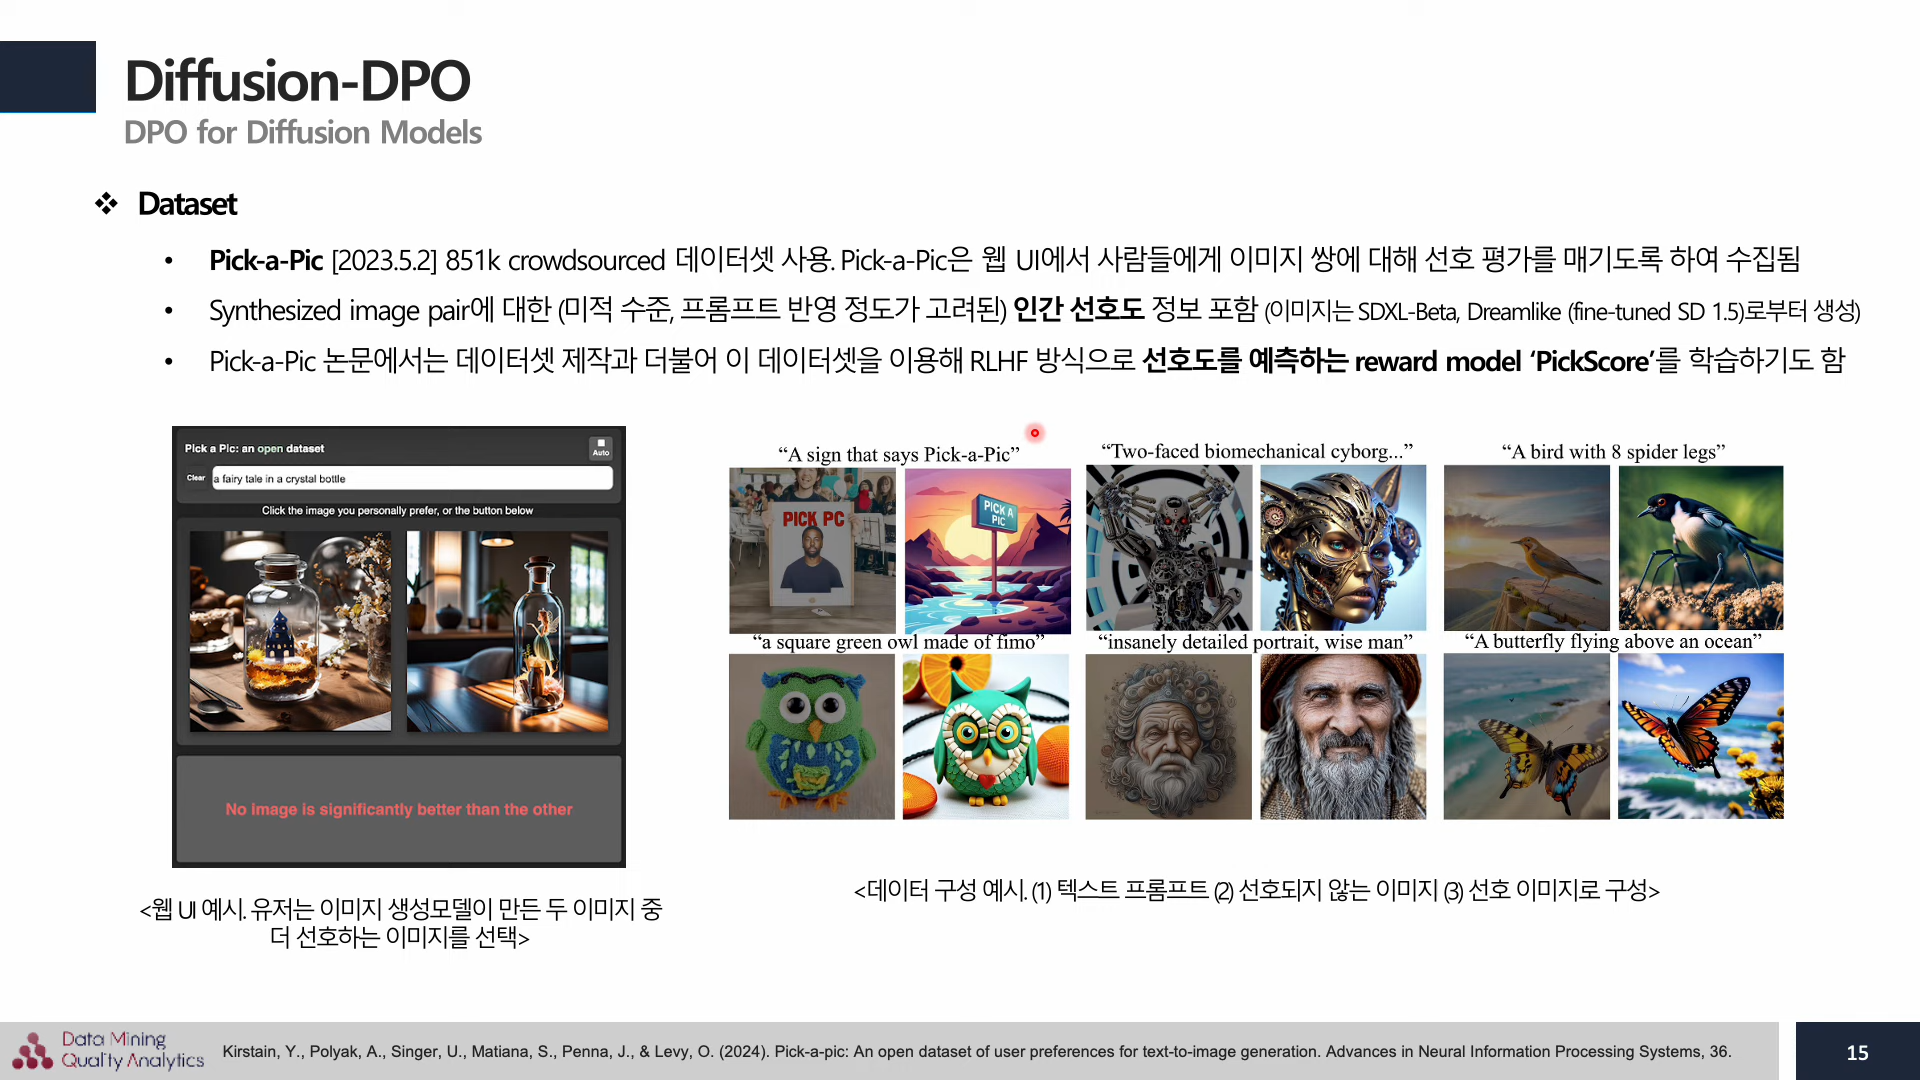 Diffusion-DPO
DPO for Diffusion Models
❖ Dataset
• Pick-a-Pic [2023.5.2] 851k crowdsourced 데이터셋 사용. Pick-a-Pic은 웹 UI에서 사람들에게 이미지 쌍에 대해 선호 평가를 매기도록 하여 수집됨
• Synthesized image pair에 대한 (미적 수준, 프롬프트 반영 정도가 고려된) 인간 선호도 정보 포함 (이미지는 SDXL-Beta, Dreamlike (fine-tuned SD 1.5)로부터 생성)
• Pick-a-Pic 논문에서는 데이터셋 제작과 더불어 이 데이터셋을 이용해 RLHF 방식으로 선호도를 예측하는 reward model ‘PickScore’를 학습하기도 함
Pick a Pic: an open dataset
Auto
Clear
a fairy tale in a crystal bottle
Click the image you personally prefer, or the button below
No image is significantly better than the other
<웹 UI 예시. 유저는 이미지 생성모델이 만든 두 이미지 중
더 선호하는 이미지를 선택>
“A sign that says Pick-a-Pic”
“Two-faced biomechanical cyborg...”
“A bird with 8 spider legs”
PICK PC
PICK A
PIC
“a square green owl made of fimo”
“insanely detailed portrait, wise man”
“A butterfly flying above an ocean”
<데이터 구성 예시. (1) 텍스트 프롬프트 (2) 선호되지 않는 이미지 (3) 선호 이미지로 구성>
Data Mining
Quality Analytics
Kirstain, Y., Polyak, A., Singer, U., Matiana, S., Penna, J., & Levy, O. (2024). Pick-a-pic: An open dataset of user preferences for text-to-image generation. Advances in Neural Information Processing Systems, 36.
15